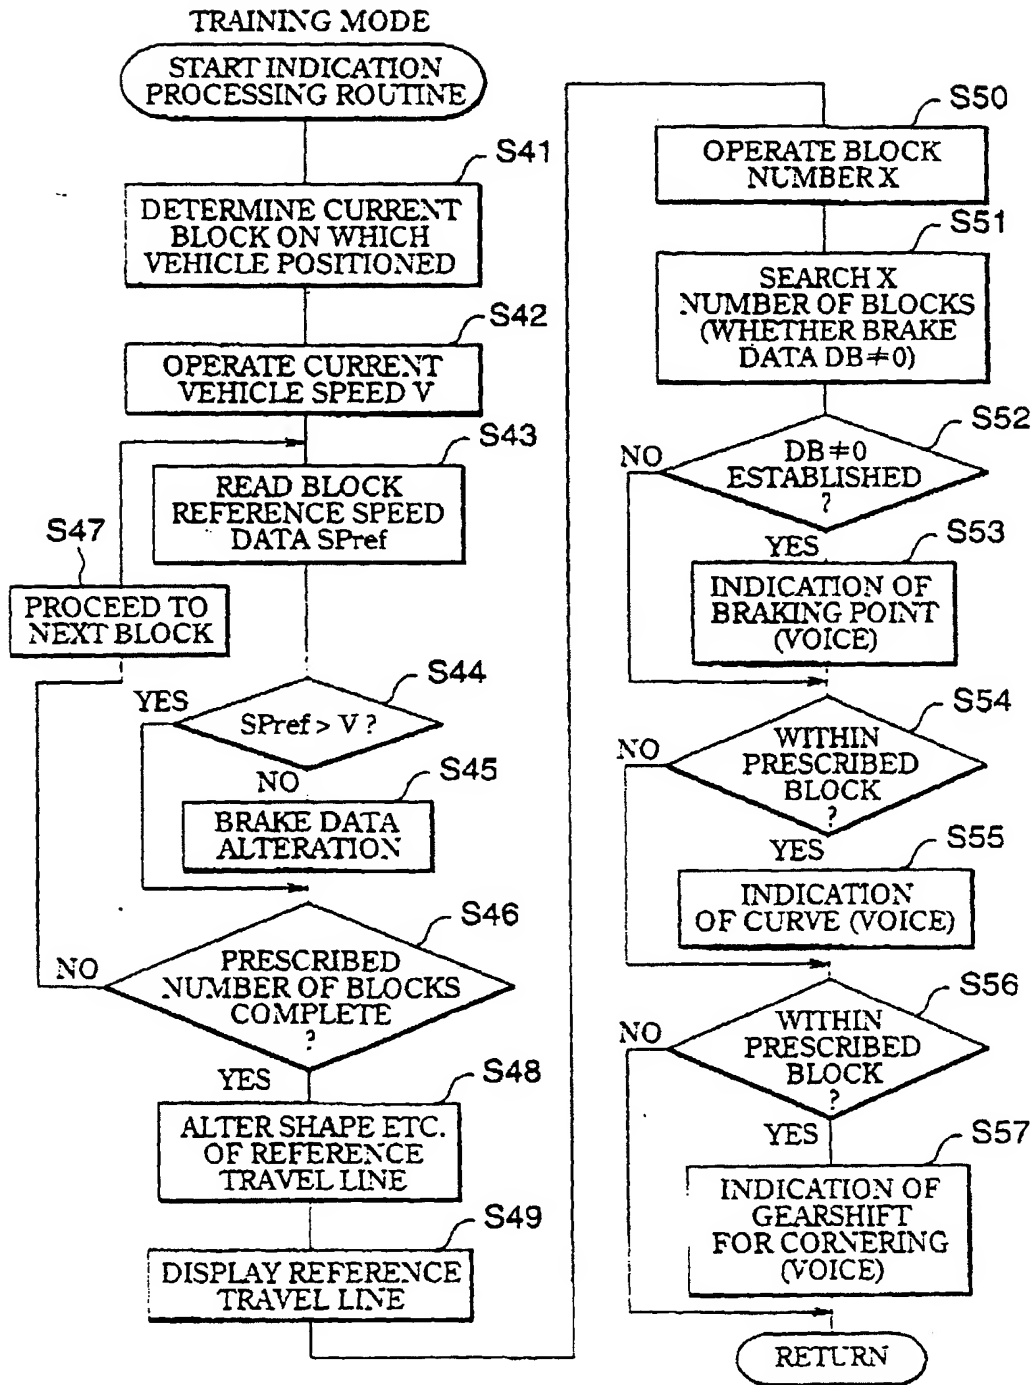 TRAINING MODE
START INDICATION
PROCESSING ROUTINE
S41
DETERMINE CURRENT
BLOCK ON WHICH
VEHICLE POSITIONED
S42
OPERATE CURRENT
VEHICLE SPEED V
S43
READ BLOCK
REFERENCE SPEED
DATA SPref
S47
PROCEED TO
NEXT BLOCK
S44
YES
SPref > V ?
NO
S45
BRAKE DATA
ALTERATION
S46
NO
PRESCRIBED
NUMBER OF BLOCKS
COMPLETE
?
YES
S48
ALTER SHAPE ETC.
OF REFERENCE
TRAVEL LINE
S49
DISPLAY REFERENCE
TRAVEL LINE
S50
OPERATE BLOCK
NUMBER X
S51
SEARCH X
NUMBER OF BLOCKS
(WHETHER BRAKE
DATA DB≠0)
S52
NO
DB≠0
ESTABLISHED
?
YES
S53
INDICATION OF
BRAKING POINT
(VOICE)
S54
NO
WITHIN
PRESCRIBED
BLOCK
?
YES
S55
INDICATION
OF CURVE (VOICE)
S56
NO
WITHIN
PRESCRIBED
BLOCK
?
YES
S57
INDICATION OF
GEARSHIFT
FOR CORNERING
(VOICE)
RETURN